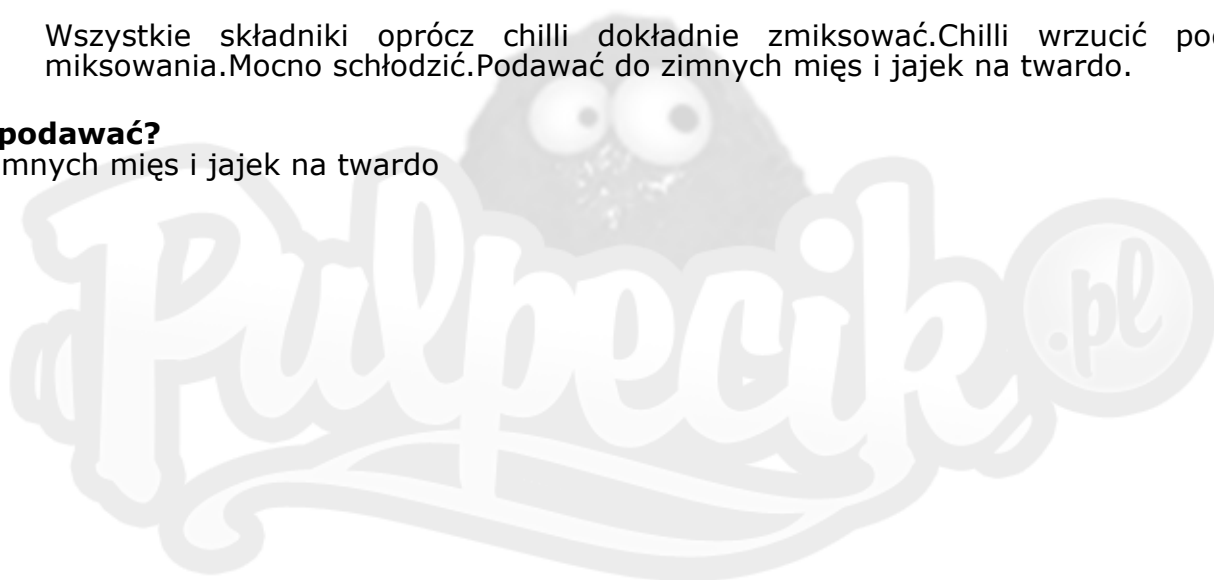 Wszystkie składniki oprócz chilli dokładnie zmiksować.Chilli wrzucić
miksowania.Mocno schłodzić.Podawać do zimnych mięs i jajek na twardo.
podawać?
mnych mięs i jajek na twardo
Pulpecik .pl